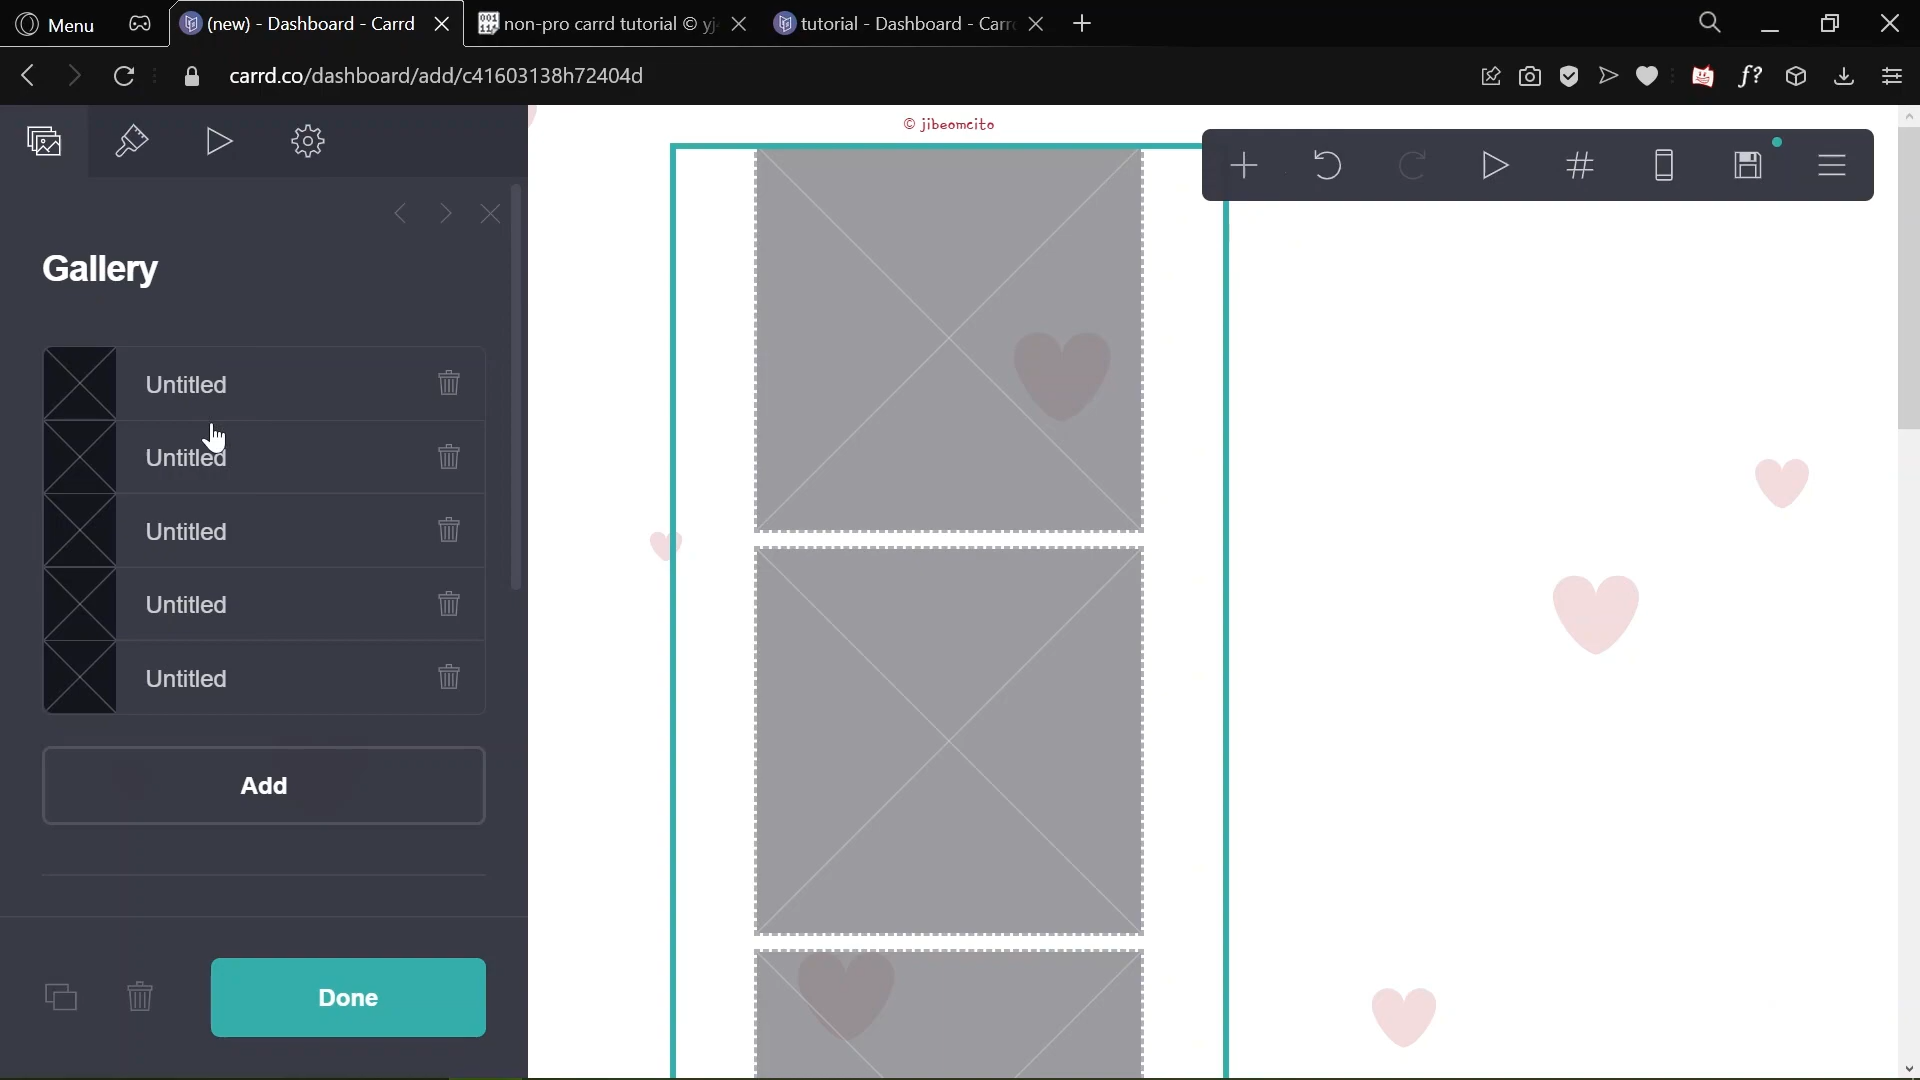 Menu
(new) - Dashboard - Carrd
non-pro carrd tutorial © yj
tutorial - Dashboard - Carr
carrd.co/dashboard/add/c41603138h72404d
© jibeomcito
Gallery
Untitled
Untitled
Untitled
Untitled
Untitled
Add
Done